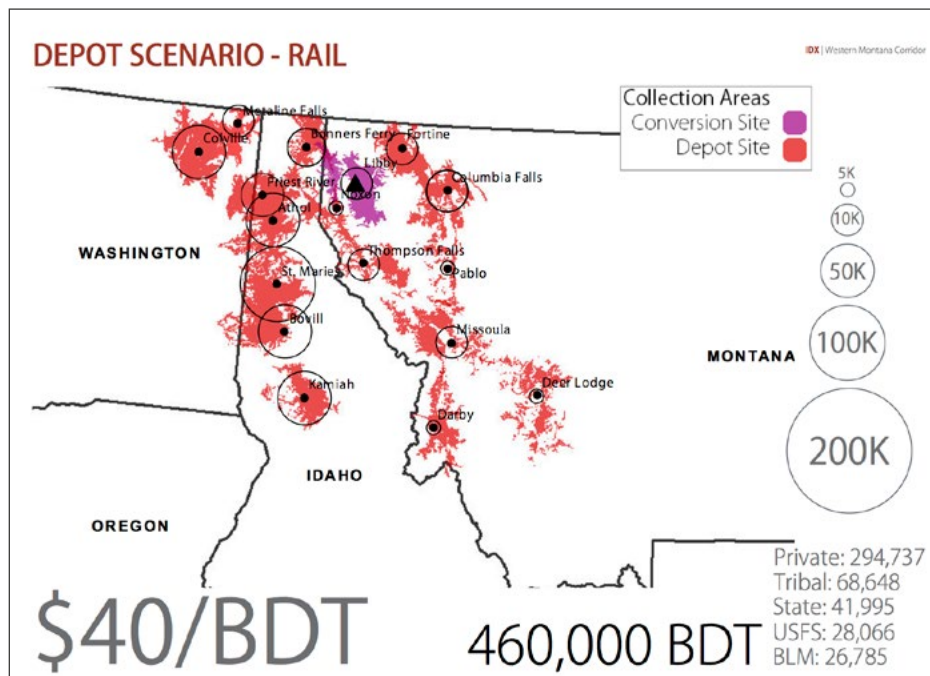 DEPOT SCENARIO - RAIL
IDX | Western Montana Corridor
Collection Areas
Conversion Site
Depot Site
Metaline Falls
Colville
Bonners Ferry
Fortine
Libby
Columbia Falls
Priest River
Noxon
Athol
WASHINGTON
Thompson Falls
St. Maries
Pablo
Bovill
Missoula
MONTANA
Kamiah
Deer Lodge
Darby
IDAHO
OREGON
5K
10K
50K
100K
200K
$40/BDT
460,000 BDT
Private: 294,737
Tribal: 68,648
State: 41,995
USFS: 28,066
BLM: 26,785